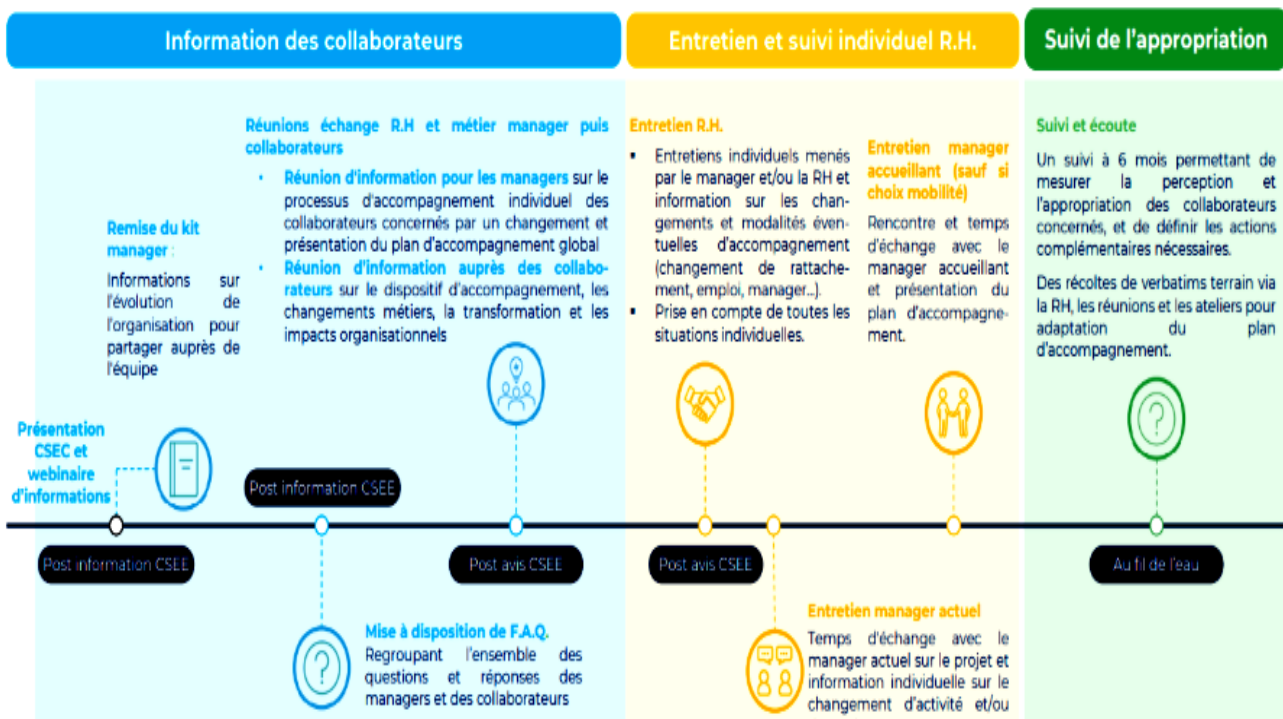 Information des collaborateurs
Entretien et suivi individuel R.H.
Suivi de l'appropriation
Réunions échange R.H et métier manager puis
collaborateurs
• Réunion d'information pour les managers sur le
processus d'accompagnement individuel des
collaborateurs concernés par un changement et
présentation du plan d'accompagnement global
• Réunion d'information auprès des collabo-
rateurs sur le dispositif d'accompagnement, les
changements métiers, la transformation et les
impacts organisationnels
Remise du kit
manager :
Informations sur
l'évolution de
l'organisation pour
partager auprès de
l'équipe
Présentation
CSEC et
webinaire
d'informations
Post information CSEE
Post information CSEE
Post avis CSEE
Mise à disposition de F.A.Q.
Regroupant l'ensemble des
questions et réponses des
managers et des collaborateurs
Entretien R.H.
▪ Entretiens individuels menés
par le manager et/ou la RH et
information sur les chan-
gements et modalités éven-
tuelles d'accompagnement
(changement de rattache-
ment, emploi, manager...).
▪ Prise en compte de toutes les
situations individuelles.
Entretien manager
accueillant (sauf si
choix mobilité)
Rencontre et temps
d'échange avec le
manager accueillant
et présentation du
plan d'accompagne-
ment.
Post avis CSEE
Entretien manager actuel
Temps d'échange avec le
manager actuel sur le projet et
information individuelle sur le
changement d'activité et/ou
Suivi et écoute
Un suivi à 6 mois permettant de
mesurer la perception et
l'appropriation des collaborateurs
concernés, et de définir les actions
complémentaires nécessaires.
Des récoltes de verbatims terrain via
la RH, les réunions et les ateliers pour
adaptation du plan
d'accompagnement.
Au fil de l'eau